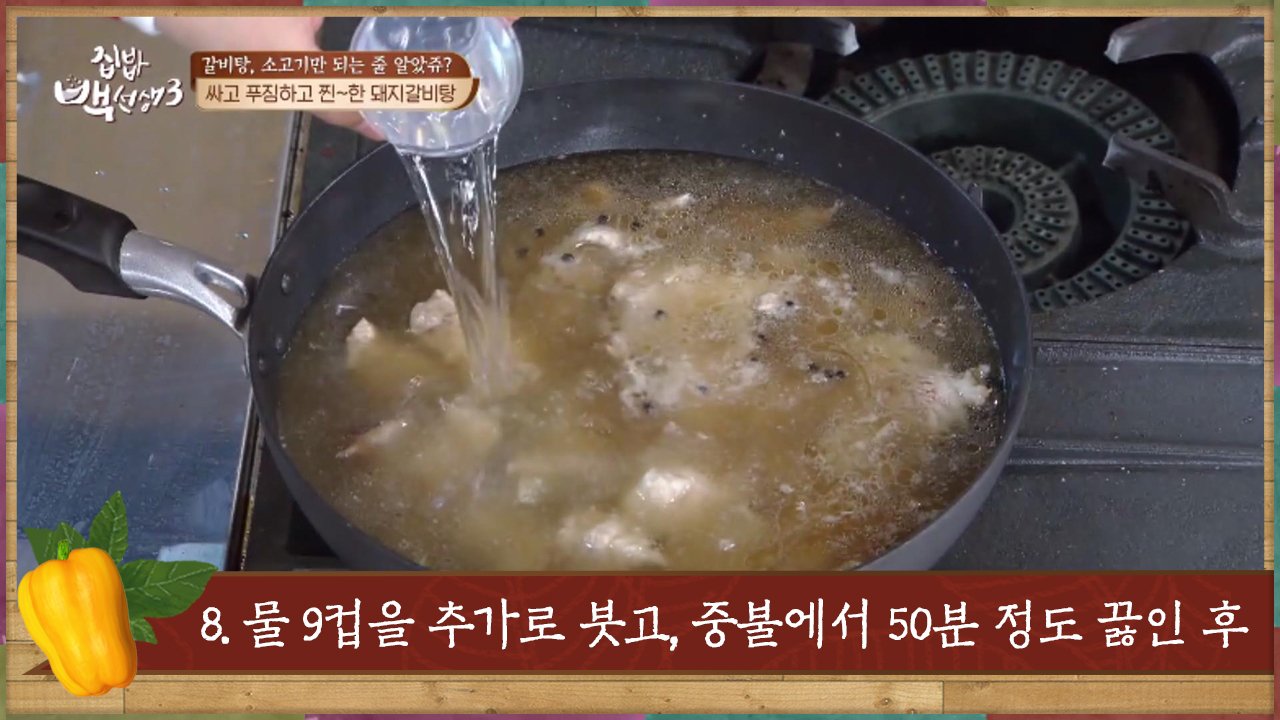 집밥
백선생3
갈비탕, 소고기만 되는 줄 알았쥬?
싸고 푸짐하고 찐~한 돼지갈비탕
8. 물 9컵을 추가로 붓고, 중불에서 50분 정도 끓인 후